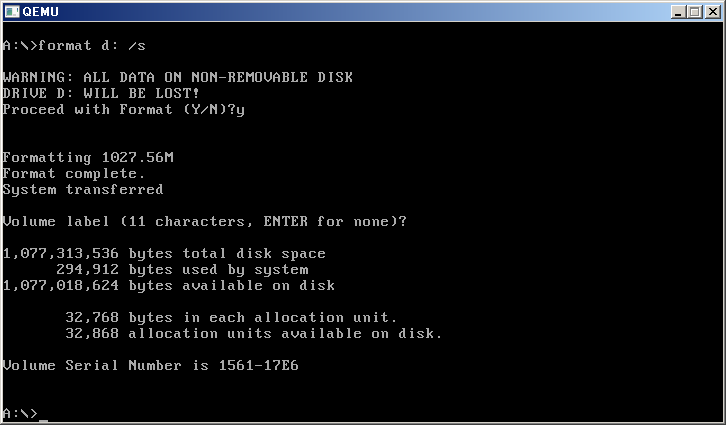 QEMU
A:\>format d: /s
WARNING: ALL DATA ON NON-REMOVABLE DISK
DRIVE D: WILL BE LOST!
Proceed with Format (Y/N)?y
Formatting 1027.56M
Format complete.
System transferred
Volume label (11 characters, ENTER for none)?
1,077,313,536 bytes total disk space
294,912 bytes used by system
1,077,018,624 bytes available on disk
32,768 bytes in each allocation unit.
32,868 allocation units available on disk.
Volume Serial Number is 1561-17E6
A:\>_